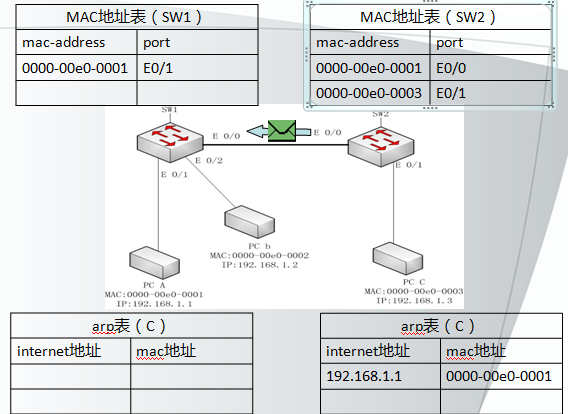 MAC地址表（SW1）
mac-address port
0000-00e0-0001 E0/1
MAC地址表（SW2）
mac-address port
0000-00e0-0001 E0/0
0000-00e0-0003 E0/1
SW1
SW2
E 0/0
E 0/0
E 0/2
E 0/1
E 0/1
PC b
MAC:0000-00e0-0002
IP:192.168.1.2
PC A
MAC:0000-00e0-0001
IP:192.168.1.1
PC C
MAC:0000-00e0-0003
IP:192.168.1.3
arp表（C）
internet地址 mac地址
arp表（C）
internet地址 mac地址
192.168.1.1 0000-00e0-0001